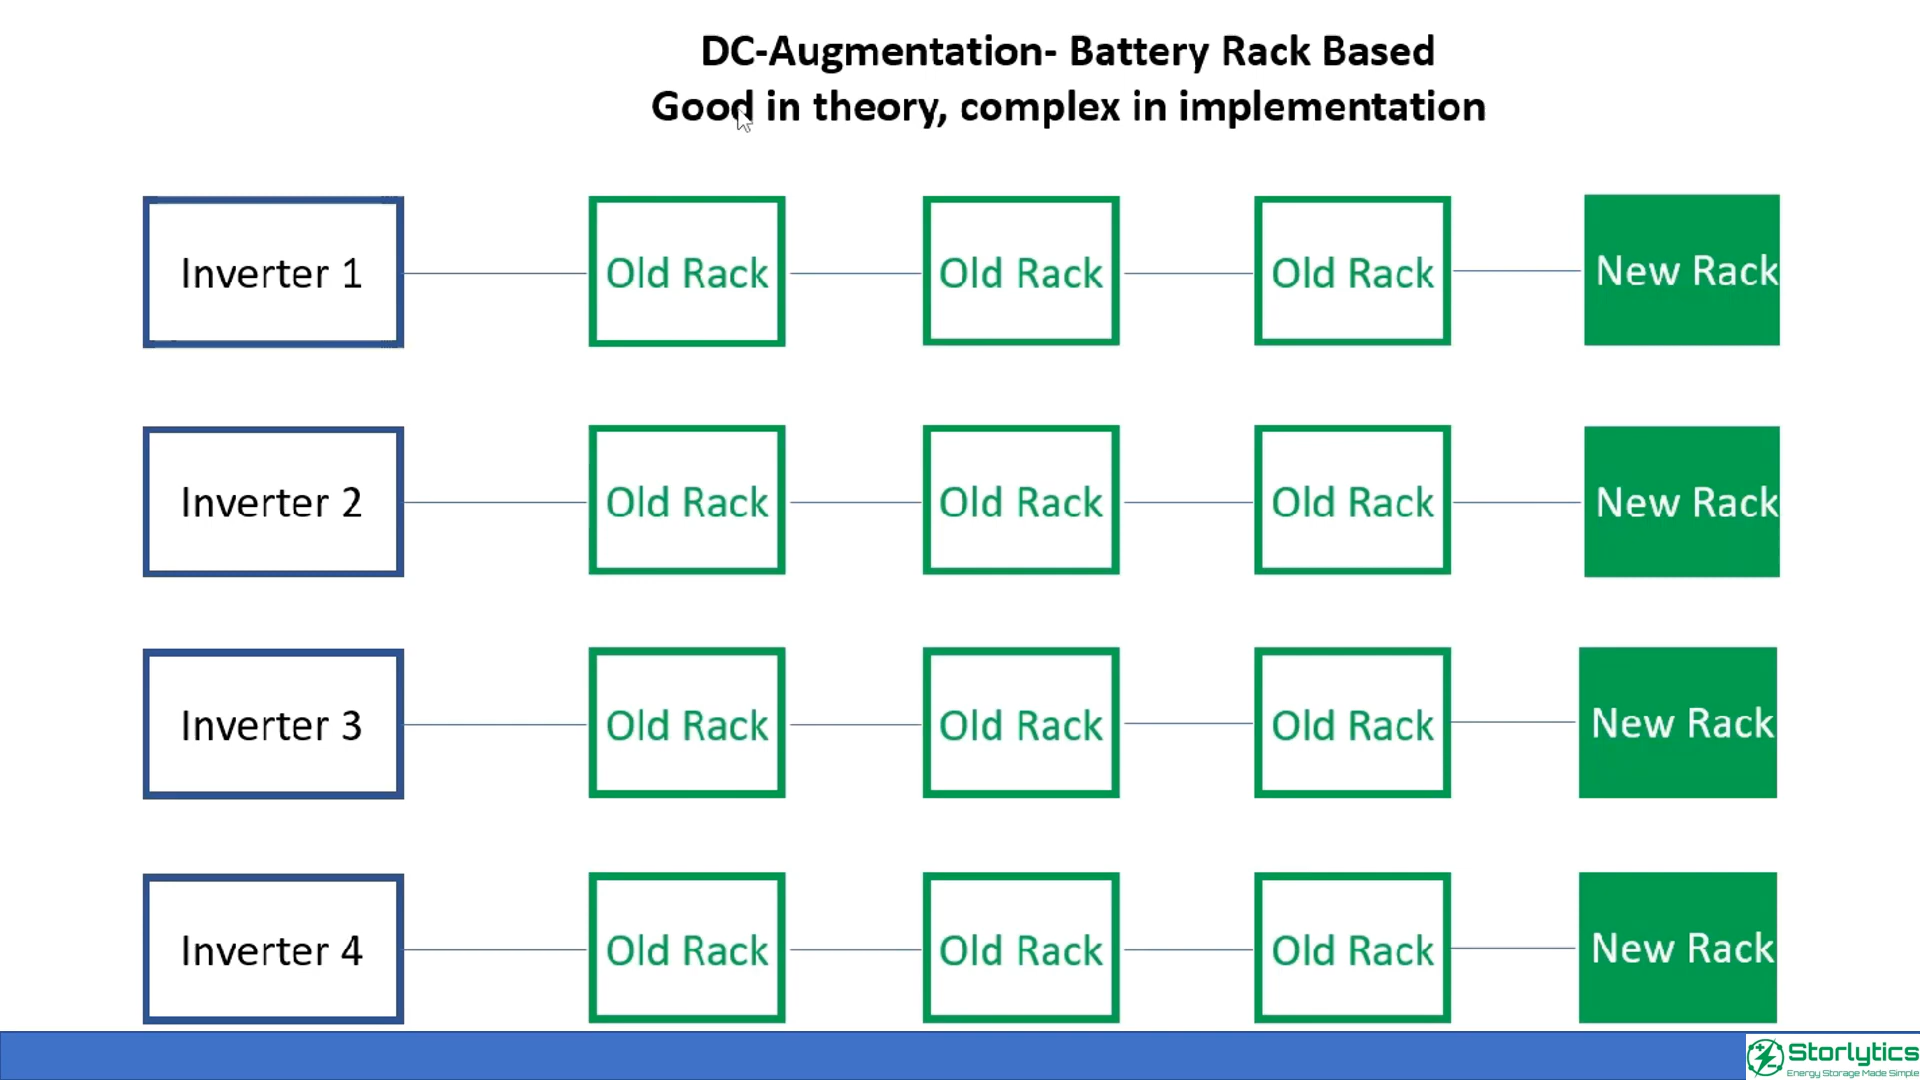 DC-Augmentation- Battery Rack Based
Good in theory, complex in implementation
Inverter 1
Old Rack
Old Rack
Old Rack
New Rack
Inverter 2
Old Rack
Old Rack
Old Rack
New Rack
Inverter 3
Old Rack
Old Rack
Old Rack
New Rack
Inverter 4
Old Rack
Old Rack
Old Rack
New Rack
Storlytics
Energy Storage Made Simple